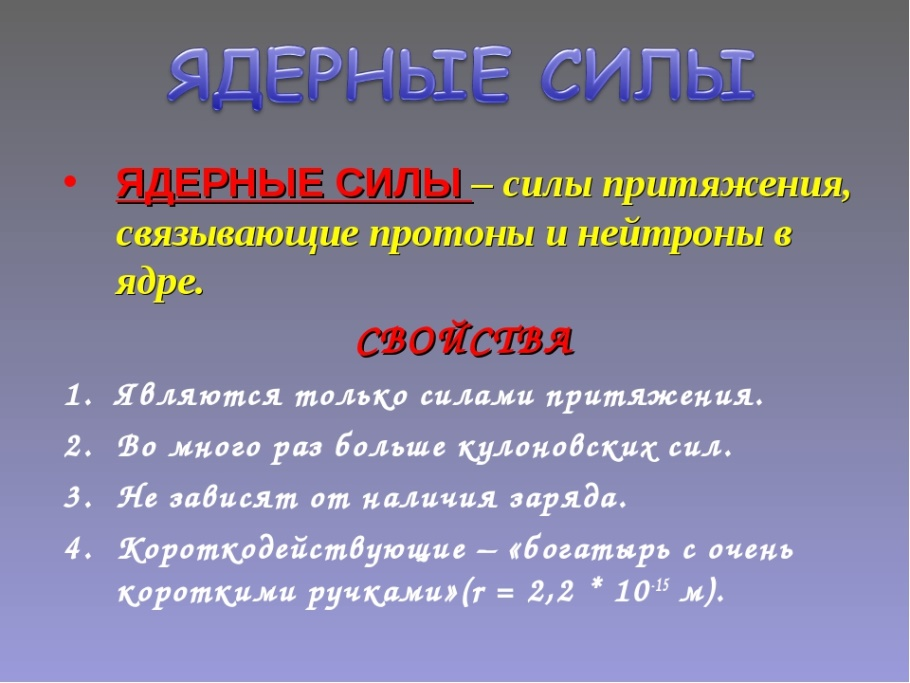 ЯДЕРНЫЕ СИЛЫ
• ЯДЕРНЫЕ СИЛЫ – силы притяжения,
связывающие протоны и нейтроны в
ядре.
СВОЙСТВА
1. Являются только силами притяжения.
2. Во много раз больше кулоновских сил.
3. Не зависят от наличия заряда.
4. Короткодействующие – «богатырь с очень
короткими ручками»(r = 2,2 * 10⁻¹⁵ м).